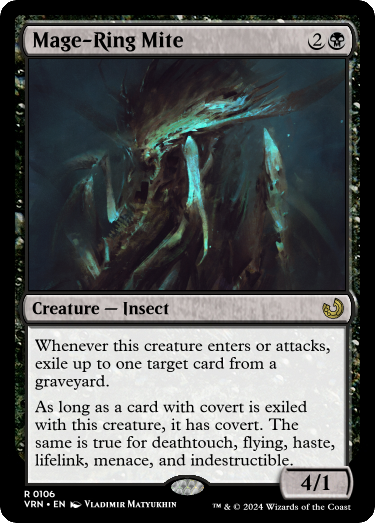 Mage-Ring Mite 2
Creature — Insect
Whenever this creature enters or attacks,
exile up to one target card from a
graveyard.
As long as a card with covert is exiled
with this creature, it has covert. The
same is true for deathtouch, flying, haste,
lifelink, menace, and indestructible.
4/1
R 0106
VRN • EN Vladimir Matyukhin
™ & © 2024 Wizards of the Coast